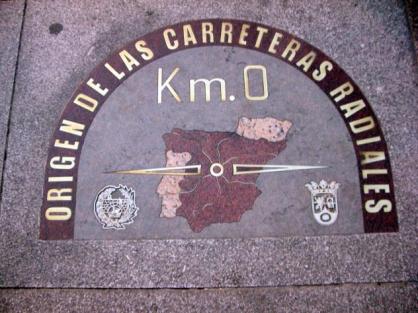 ORIGEN DE LAS CARRETERAS RADIALES
Km.0